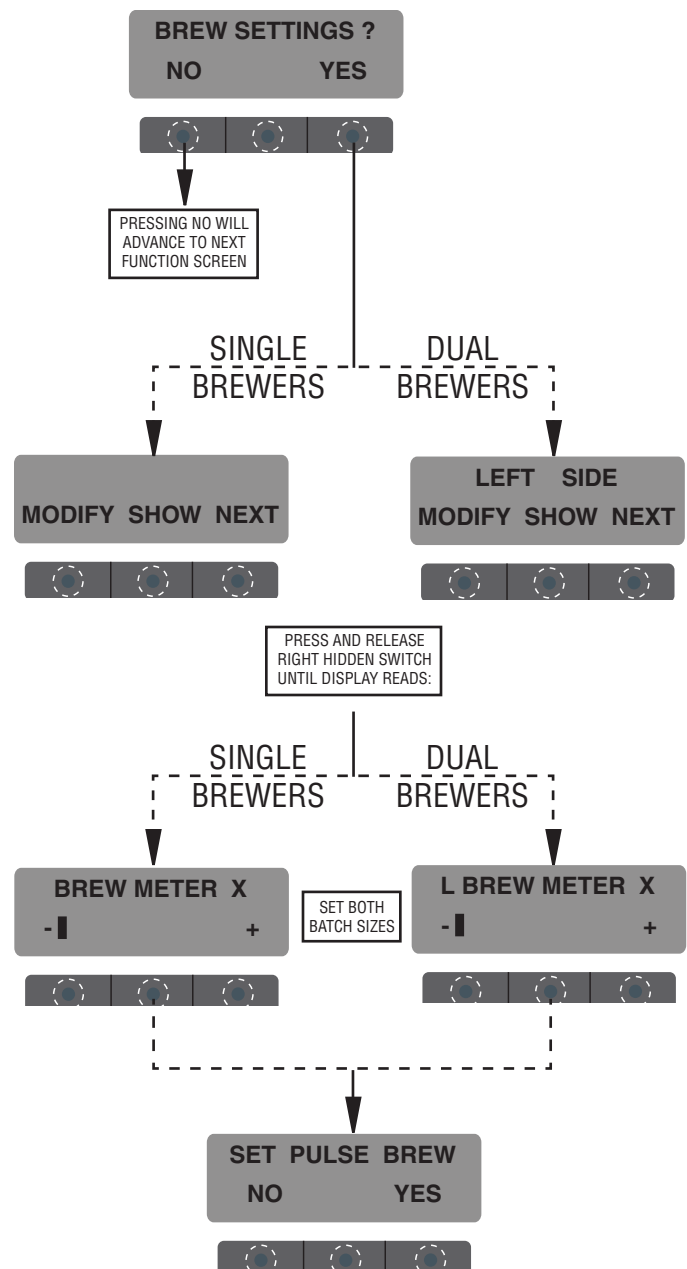 BREW SETTINGS ?
NO YES
PRESSING NO WILL
ADVANCE TO NEXT
FUNCTION SCREEN
SINGLE
BREWERS
DUAL
BREWERS
MODIFY SHOW NEXT
LEFT SIDE
MODIFY SHOW NEXT
PRESS AND RELEASE
RIGHT HIDDEN SWITCH
UNTIL DISPLAY READS:
SINGLE
BREWERS
DUAL
BREWERS
BREW METER X
- +
SET BOTH
BATCH SIZES
L BREW METER X
- +
SET PULSE BREW
NO YES